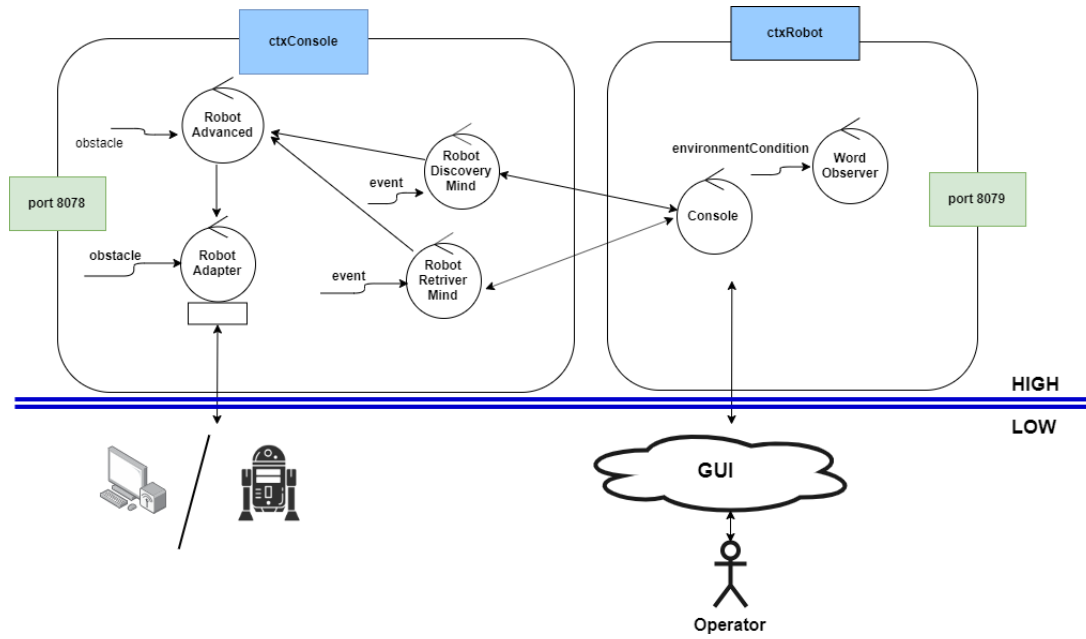 ctxConsole
ctxRobot
Robot
Advanced
obstacle
Robot
Discovery
Mind
event
environmentCondition
Word
Observer
port 8078
port 8079
Console
obstacle
Robot
Adapter
event
Robot
Retriver
Mind
HIGH
LOW
GUI
Operator